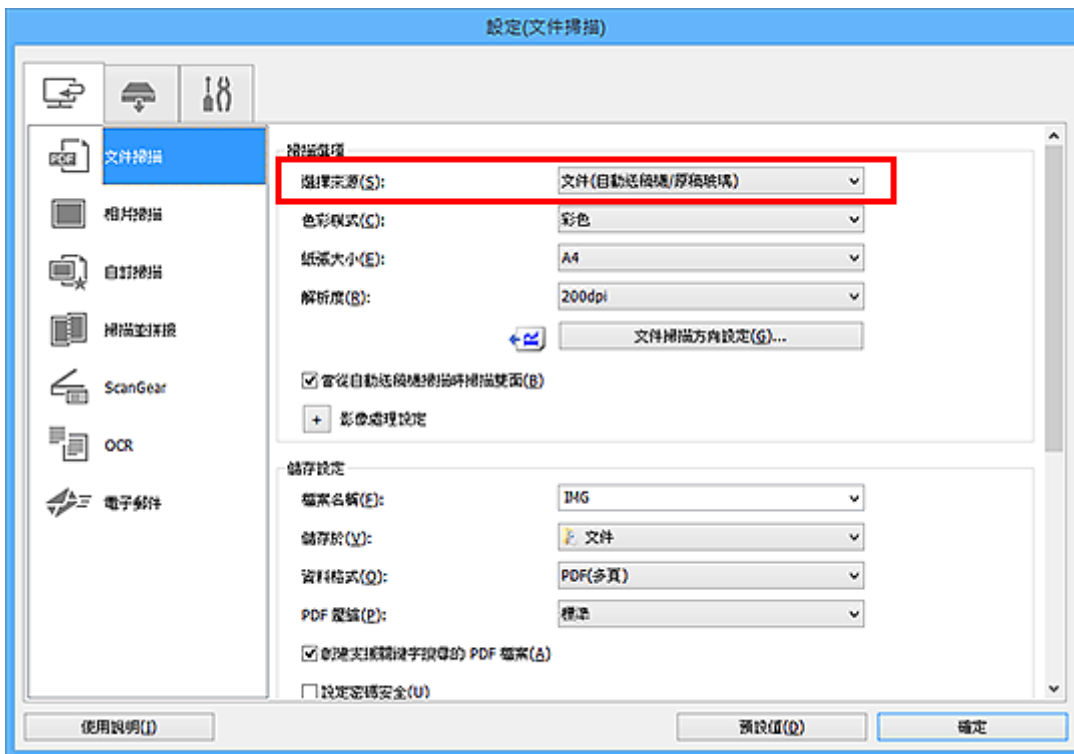 設定(文件掃描)
PDF 文件掃描
相片掃描
自訂掃描
掃描並拼接
ScanGear
OCR
電子郵件
掃描選項
選擇來源(S): 文件(自動送稿機/原稿玻璃)
色彩模式(C): 彩色
紙張大小(E): A4
解析度(R): 200dpi
文件掃描方向設定(G)...
當從自動送稿機掃描時掃描雙面(B)
+ 影像處理設定
儲存設定
檔案名稱(F): IMG
儲存於(V): 文件
資料格式(O): PDF(多頁)
PDF 壓縮(P): 標準
創建支援關鍵字搜尋的 PDF 檔案(A)
設定密碼安全(U)
使用說明(I) 預設值(D) 確定